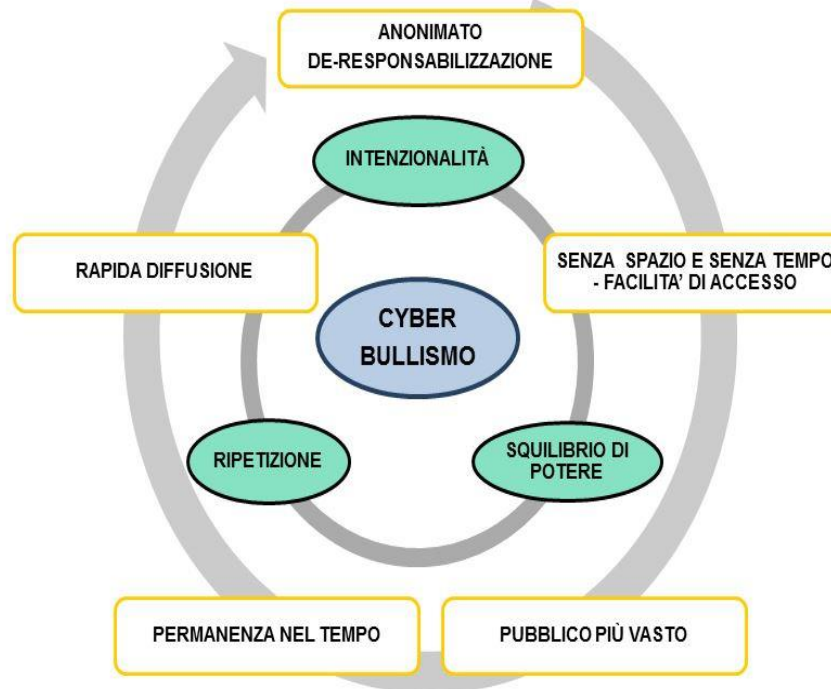 ANONIMATO
DE-RESPONSABILIZZAZIONE
INTENZIONALITÀ
RAPIDA DIFFUSIONE
SENZA SPAZIO E SENZA TEMPO
- FACILITA’ DI ACCESSO
CYBER
BULLISMO
RIPETIZIONE
SQUILIBRIO DI
POTERE
PERMANENZA NEL TEMPO
PUBBLICO PIÙ VASTO